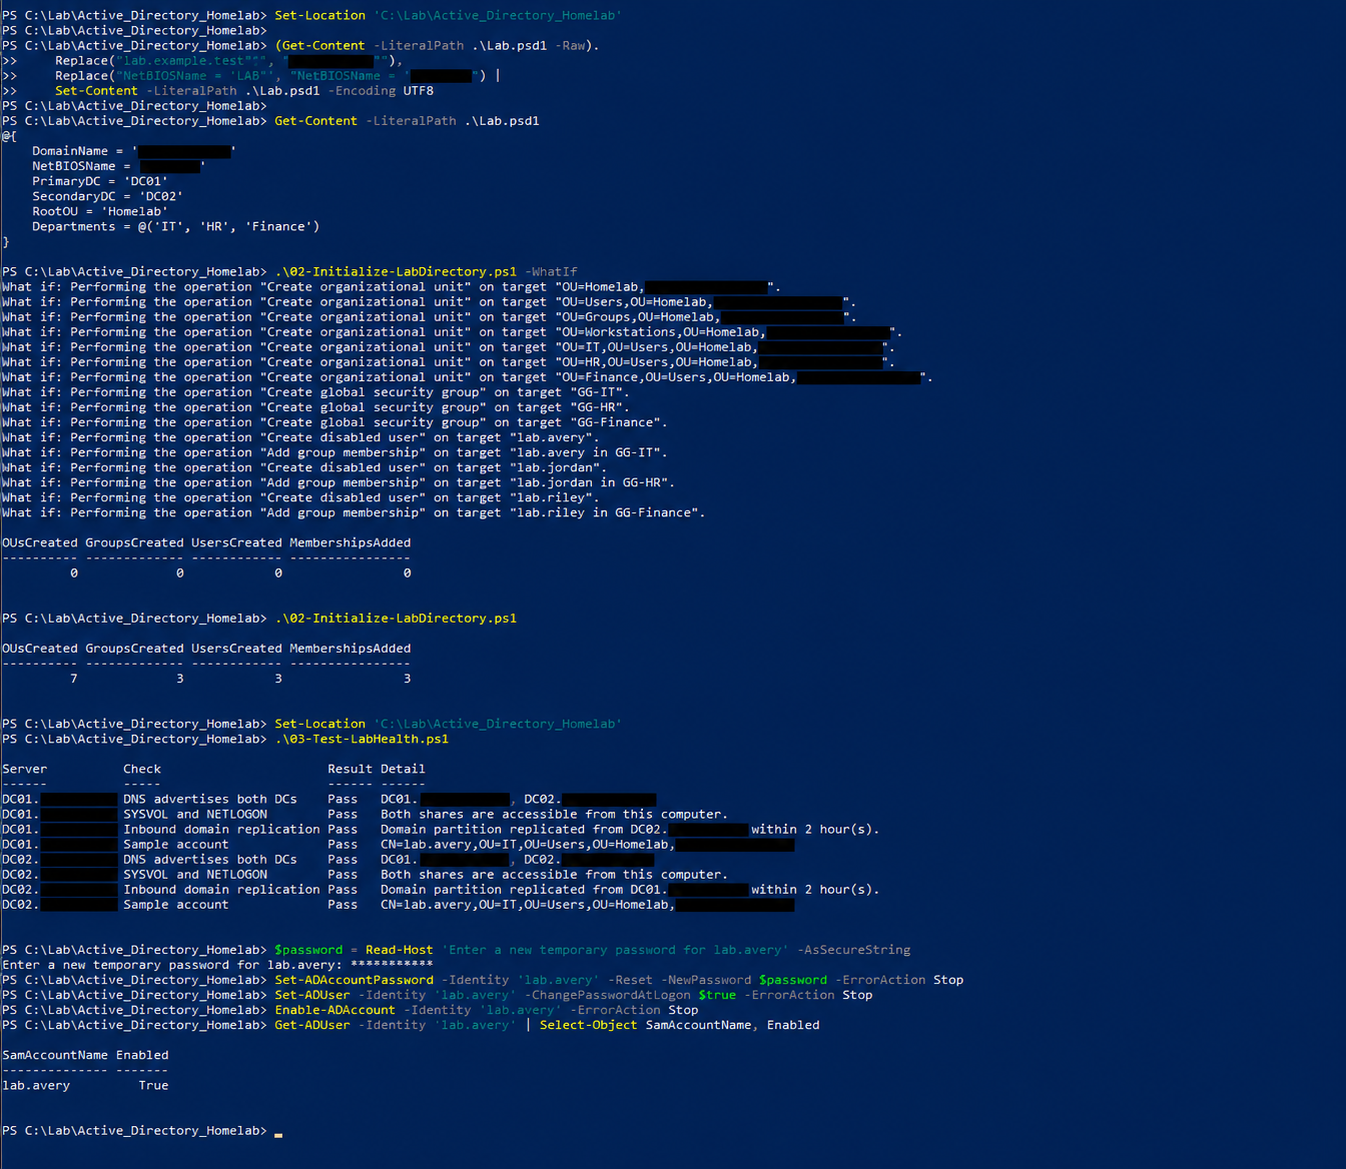 PS C:\Lab\Active_Directory_Homelab> Set-Location 'C:\Lab\Active_Directory_Homelab'
PS C:\Lab\Active_Directory_Homelab>
PS C:\Lab\Active_Directory_Homelab> (Get-Content -LiteralPath .\Lab.psd1 -Raw).
>>     Replace("lab.example.test"", ""),
>>     Replace("NetBIOSName = 'LAB"', "NetBIOSName = '") |
>>     Set-Content -LiteralPath .\Lab.psd1 -Encoding UTF8
PS C:\Lab\Active_Directory_Homelab>
PS C:\Lab\Active_Directory_Homelab> Get-Content -LiteralPath .\Lab.psd1
@{
    DomainName = ''
    NetBIOSName = '
    PrimaryDC = 'DC01'
    SecondaryDC = 'DC02'
    RootOU = 'Homelab'
    Departments = @('IT', 'HR', 'Finance')
}
PS C:\Lab\Active_Directory_Homelab> .\02-Initialize-LabDirectory.ps1 -WhatIf
What if: Performing the operation "Create organizational unit" on target "OU=Homelab,".
What if: Performing the operation "Create organizational unit" on target "OU=Users,OU=Homelab,".
What if: Performing the operation "Create organizational unit" on target "OU=Groups,OU=Homelab,".
What if: Performing the operation "Create organizational unit" on target "OU=Workstations,OU=Homelab,".
What if: Performing the operation "Create organizational unit" on target "OU=IT,OU=Users,OU=Homelab,".
What if: Performing the operation "Create organizational unit" on target "OU=HR,OU=Users,OU=Homelab,".
What if: Performing the operation "Create organizational unit" on target "OU=Finance,OU=Users,OU=Homelab,".
What if: Performing the operation "Create global security group" on target "GG-IT".
What if: Performing the operation "Create global security group" on target "GG-HR".
What if: Performing the operation "Create global security group" on target "GG-Finance".
What if: Performing the operation "Create disabled user" on target "lab.avery".
What if: Performing the operation "Add group membership" on target "lab.avery in GG-IT".
What if: Performing the operation "Create disabled user" on target "lab.jordan".
What if: Performing the operation "Add group membership" on target "lab.jordan in GG-HR".
What if: Performing the operation "Create disabled user" on target "lab.riley".
What if: Performing the operation "Add group membership" on target "lab.riley in GG-Finance".
OUsCreated GroupsCreated UsersCreated MembershipsAdded
---------- ------------- ------------ ----------------
         0             0            0                0
PS C:\Lab\Active_Directory_Homelab> .\02-Initialize-LabDirectory.ps1
OUsCreated GroupsCreated UsersCreated MembershipsAdded
---------- ------------- ------------ ----------------
         7             3            3                3
PS C:\Lab\Active_Directory_Homelab> Set-Location 'C:\Lab\Active_Directory_Homelab'
PS C:\Lab\Active_Directory_Homelab> .\03-Test-LabHealth.ps1
Server          Check                      Result Detail
------          -----                      ------ ------
DC01. DNS advertises both DCs    Pass   DC01. , DC02.
DC01. SYSVOL and NETLOGON        Pass   Both shares are accessible from this computer.
DC01. Inbound domain replication Pass   Domain partition replicated from DC02. within 2 hour(s).
DC01. Sample account             Pass   CN=lab.avery,OU=IT,OU=Users,OU=Homelab,
DC02. DNS advertises both DCs    Pass   DC01. , DC02.
DC02. SYSVOL and NETLOGON        Pass   Both shares are accessible from this computer.
DC02. Inbound domain replication Pass   Domain partition replicated from DC01. within 2 hour(s).
DC02. Sample account             Pass   CN=lab.avery,OU=IT,OU=Users,OU=Homelab,
PS C:\Lab\Active_Directory_Homelab> $password = Read-Host 'Enter a new temporary password for lab.avery' -AsSecureString
Enter a new temporary password for lab.avery: ***********
PS C:\Lab\Active_Directory_Homelab> Set-ADAccountPassword -Identity 'lab.avery' -Reset -NewPassword $password -ErrorAction Stop
PS C:\Lab\Active_Directory_Homelab> Set-ADUser -Identity 'lab.avery' -ChangePasswordAtLogon $true -ErrorAction Stop
PS C:\Lab\Active_Directory_Homelab> Enable-ADAccount -Identity 'lab.avery' -ErrorAction Stop
PS C:\Lab\Active_Directory_Homelab> Get-ADUser -Identity 'lab.avery' | Select-Object SamAccountName, Enabled
SamAccountName Enabled
-------------- -------
lab.avery         True
PS C:\Lab\Active_Directory_Homelab>